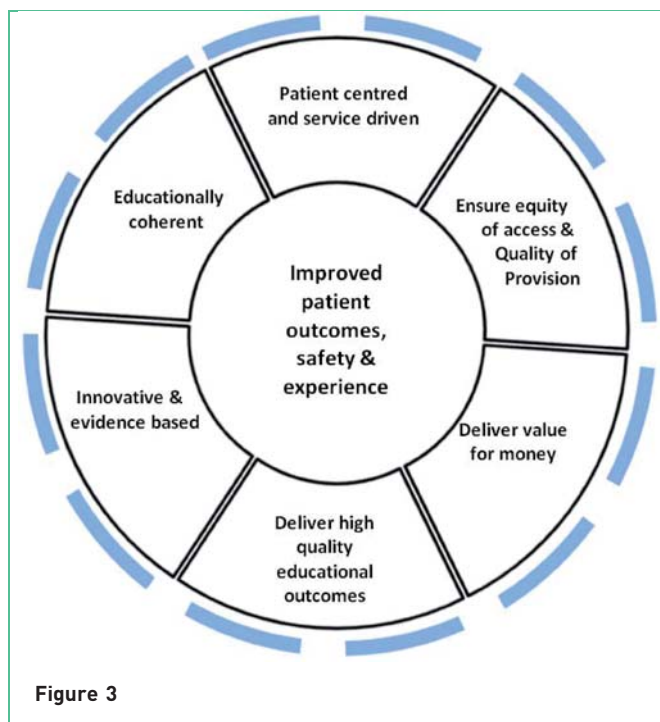 Patient centred
and service driven
Ensure equity
of access &
Quality of
Provision
Deliver value
for money
Deliver high
quality
educational
outcomes
Innovative &
evidence based
Educationally
coherent
Improved
patient
outcomes,
safety &
experience
Figure 3